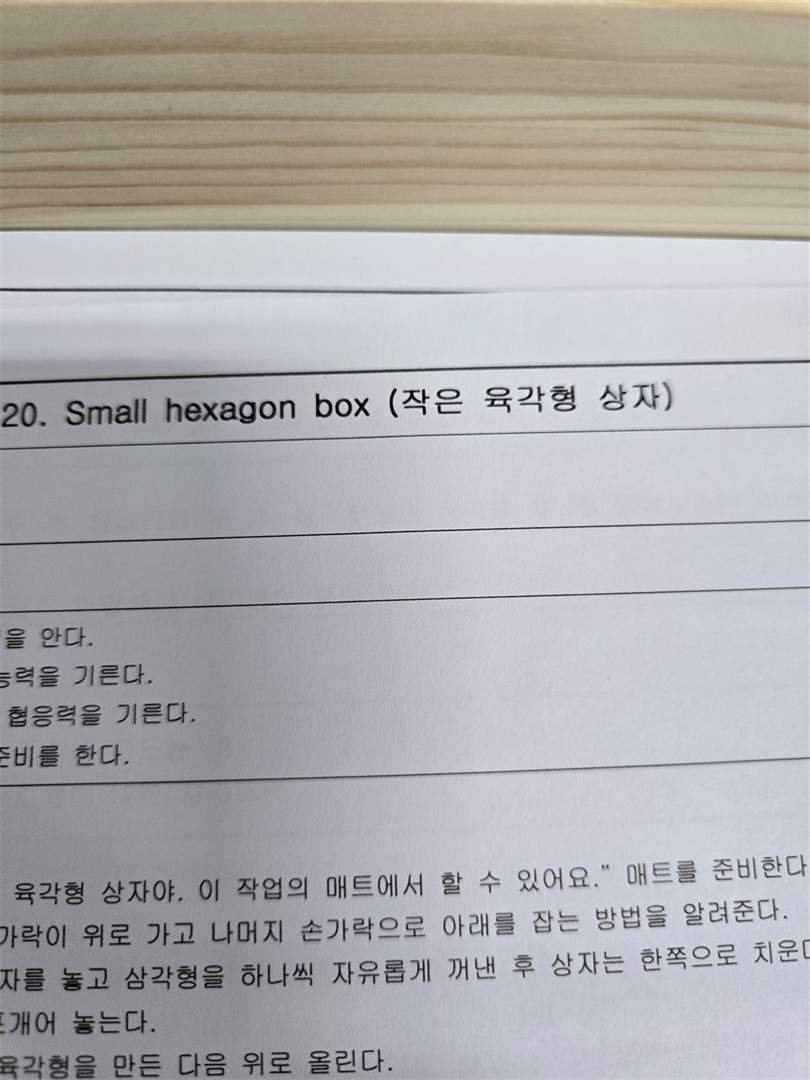 20. Small hexagon box (작은 육각형 상자)
을 안다.
능력을 기른다.
협응력을 기른다.
준비를 한다.
육각형 상자야. 이 작업의 매트에서 할 수 있어요.” 매트를 준비한다
가락이 위로 가고 나머지 손가락으로 아래를 잡는 방법을 알려준다.
자를 놓고 삼각형을 하나씩 자유롭게 꺼낸 후 상자는 한쪽으로 치운다
포개어 놓는다.
육각형을 만든 다음 위로 올린다.